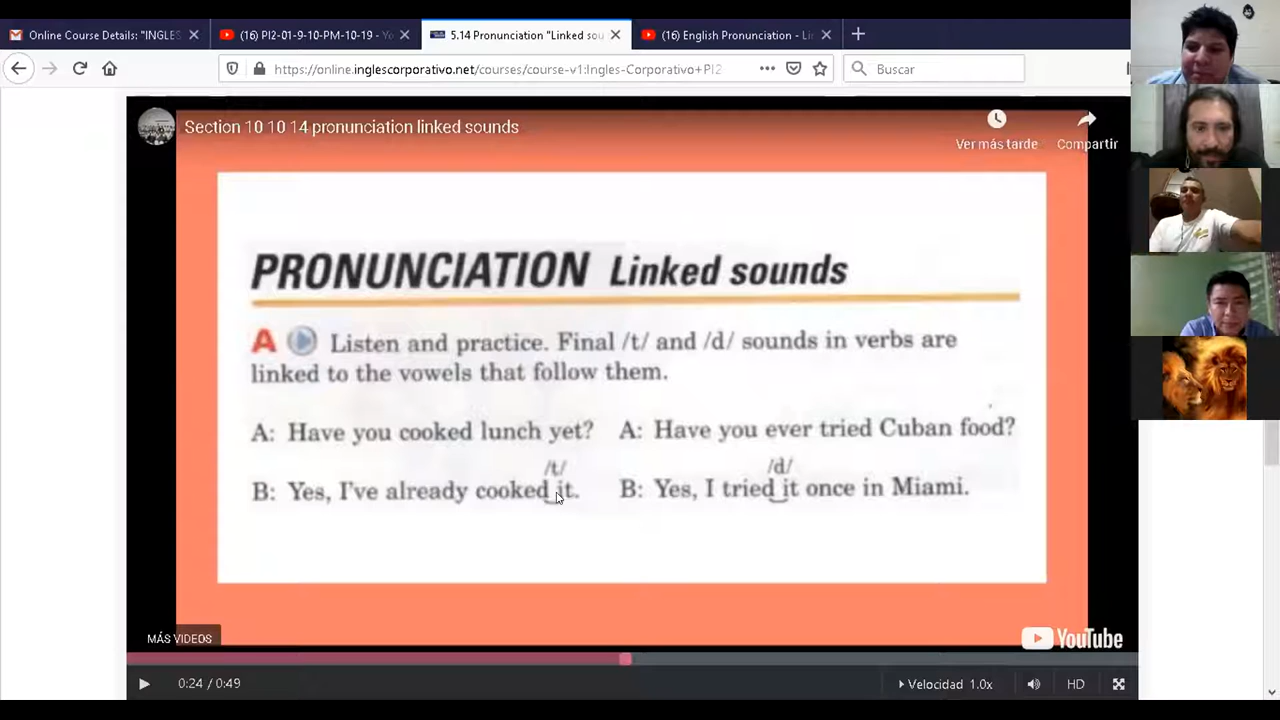 Online Course Details: "INGLES
(16) PI2-01-9-10-PM-10-19 - Yo
5.14 Pronunciation "Linked sou
(16) English Pronunciation - Li
https://online.inglescorporativo.net/courses/course-v1:Ingles-Corporativo+PI2
Buscar
Section 10 10 14 pronunciation linked sounds
Ver más tarde
Compartir
PRONUNCIATION Linked sounds
A Listen and practice. Final /t/ and /d/ sounds in verbs are
linked to the vowels that follow them.
A: Have you cooked lunch yet?
/t/
B: Yes, I've already cooked it.
A: Have you ever tried Cuban food?
/d/
B: Yes, I tried it once in Miami.
MÁS VIDEOS
YouTube
0:24 / 0:49
Velocidad 1.0x
HD